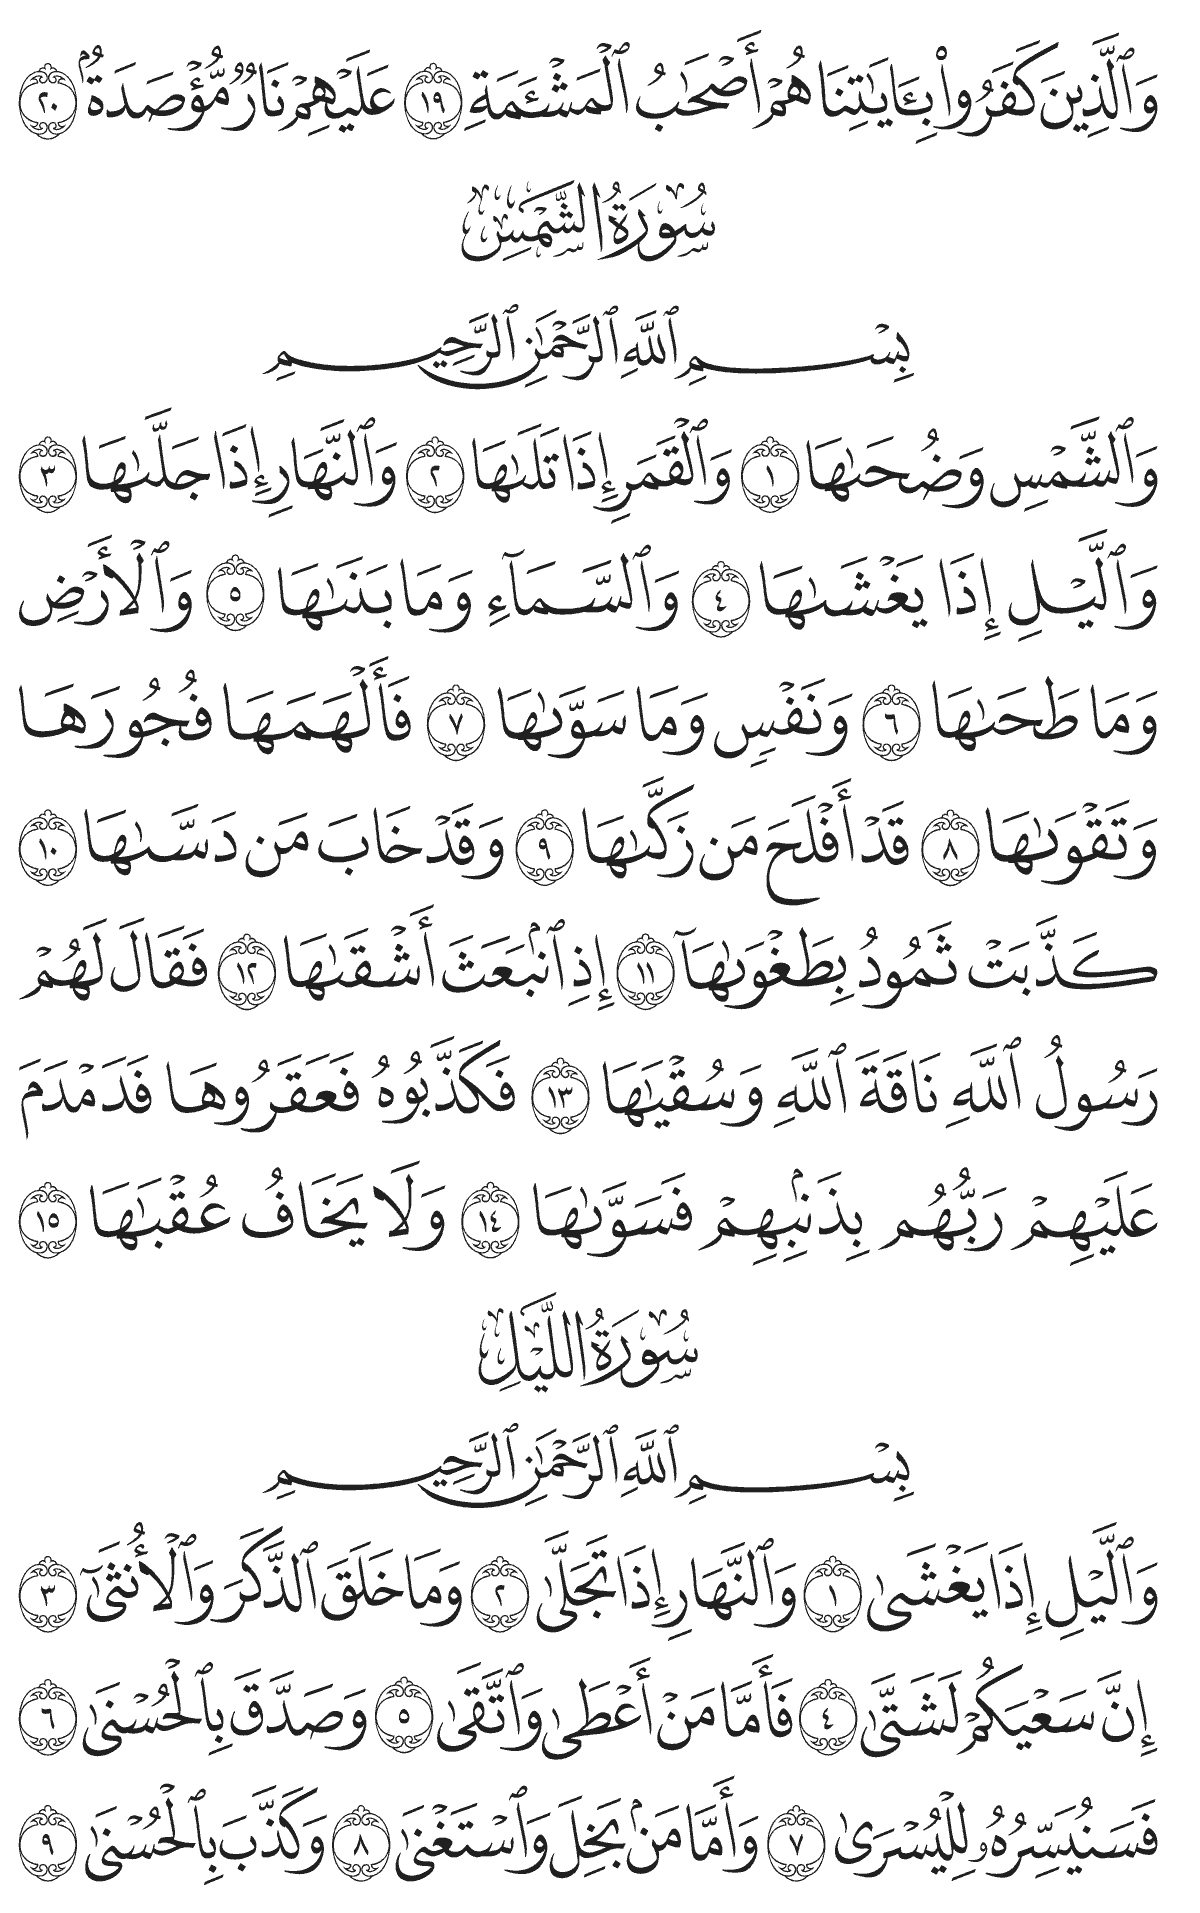 وَٱلَّذِينَ كَفَرُواْ بِـَٔايَٰتِنَا هُمۡ أَصۡحَٰبُ ٱلۡمَشۡـَٔمَةِ ١٩ عَلَيۡهِمۡ نَارٞ مُّؤۡصَدَةُۢ ٢٠
سُورَةُ الشَّمۡسِ
بِسۡمِ ٱللَّهِ ٱلرَّحۡمَٰنِ ٱلرَّحِيمِ
وَٱلشَّمۡسِ وَضُحَىٰهَا ١ وَٱلۡقَمَرِ إِذَا تَلَىٰهَا ٢ وَٱلنَّهَارِ إِذَا جَلَّىٰهَا ٣
وَٱلَّيۡلِ إِذَا يَغۡشَىٰهَا ٤ وَٱلسَّمَآءِ وَمَا بَنَىٰهَا ٥ وَٱلۡأَرۡضِ
وَمَا طَحَىٰهَا ٦ وَنَفۡسٖ وَمَا سَوَّىٰهَا ٧ فَأَلۡهَمَهَا فُجُورَهَا
وَتَقۡوَىٰهَا ٨ قَدۡ أَفۡلَحَ مَن زَكَّىٰهَا ٩ وَقَدۡ خَابَ مَن دَسَّىٰهَا ١٠
كَذَّبَتۡ ثَمُودُ بِطَغۡوَىٰهَآ ١١ إِذِ ٱنۢبَعَثَ أَشۡقَىٰهَا ١٢ فَقَالَ لَهُمۡ
رَسُولُ ٱللَّهِ نَاقَةَ ٱللَّهِ وَسُقۡيَٰهَا ١٣ فَكَذَّبُوهُ فَعَقَرُوهَا فَدَمۡدَمَ
عَلَيۡهِمۡ رَبُّهُم بِذَنۢبِهِمۡ فَسَوَّىٰهَا ١٤ وَلَا يَخَافُ عُقۡبَٰهَا ١٥
سُورَةُ اللَّيۡلِ
بِسۡمِ ٱللَّهِ ٱلرَّحۡمَٰنِ ٱلرَّحِيمِ
وَٱلَّيۡلِ إِذَا يَغۡشَىٰ ١ وَٱلنَّهَارِ إِذَا تَجَلَّىٰ ٢ وَمَا خَلَقَ ٱلذَّكَرَ وَٱلۡأُنثَىٰٓ ٣
إِنَّ سَعۡيَكُمۡ لَشَتَّىٰ ٤ فَأَمَّا مَنۡ أَعۡطَىٰ وَٱتَّقَىٰ ٥ وَصَدَّقَ بِٱلۡحُسۡنَىٰ ٦
فَسَنُيَسِّرُهُۥ لِلۡيُسۡرَىٰ ٧ وَأَمَّا مَنۢ بَخِلَ وَٱسۡتَغۡنَىٰ ٨ وَكَذَّبَ بِٱلۡحُسۡنَىٰ ٩